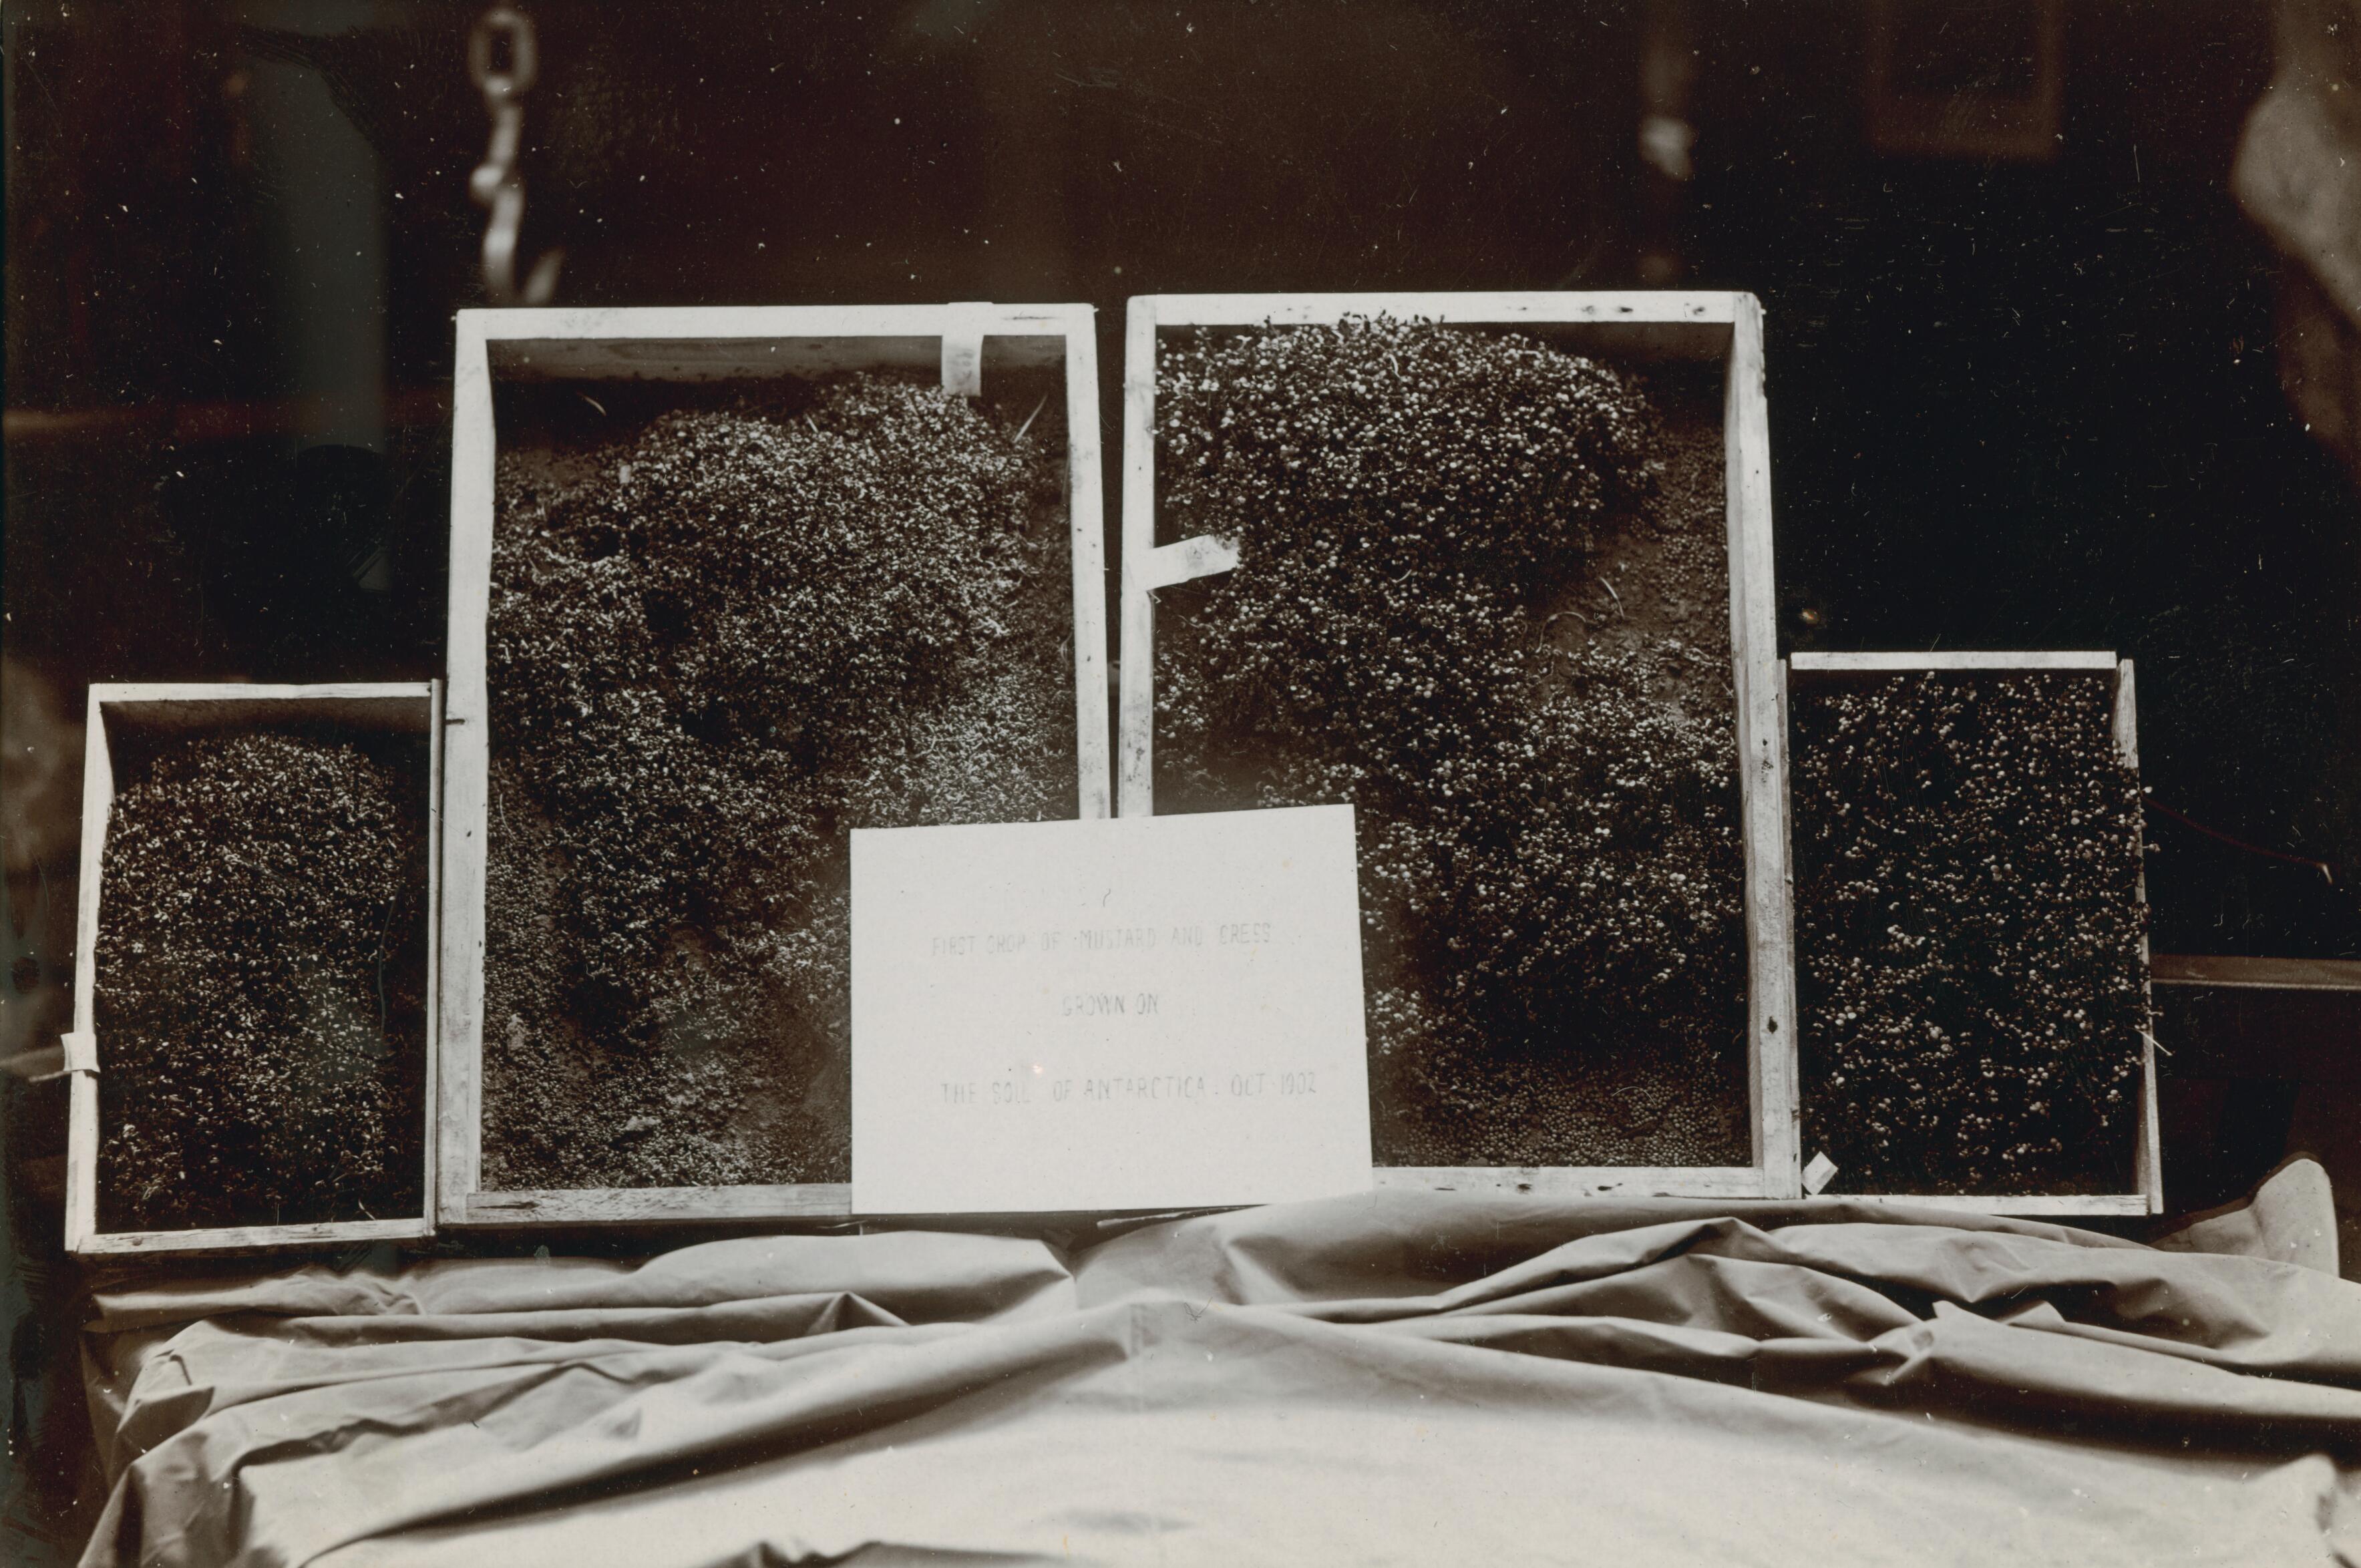 FIRST CROP OF MUSTARD AND CRESS
GROWN ON
THE SOIL OF ANTARCTICA. OCT 1902